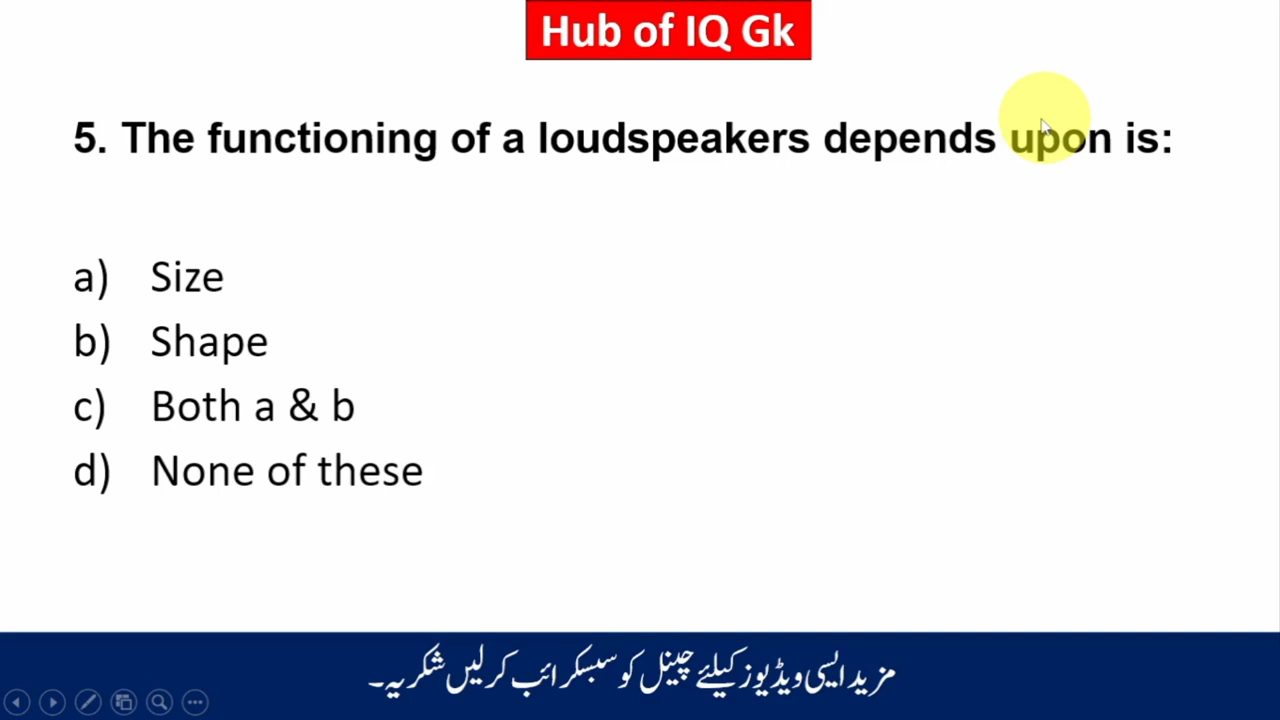 Hub of IQ Gk
5. The functioning of a loudspeakers depends upon is:
a) Size
b) Shape
c) Both a & b
d) None of these
مزید ایسی ویڈیوز کیلئے چینل کو سبسکرائب کر لیں شکریہ۔